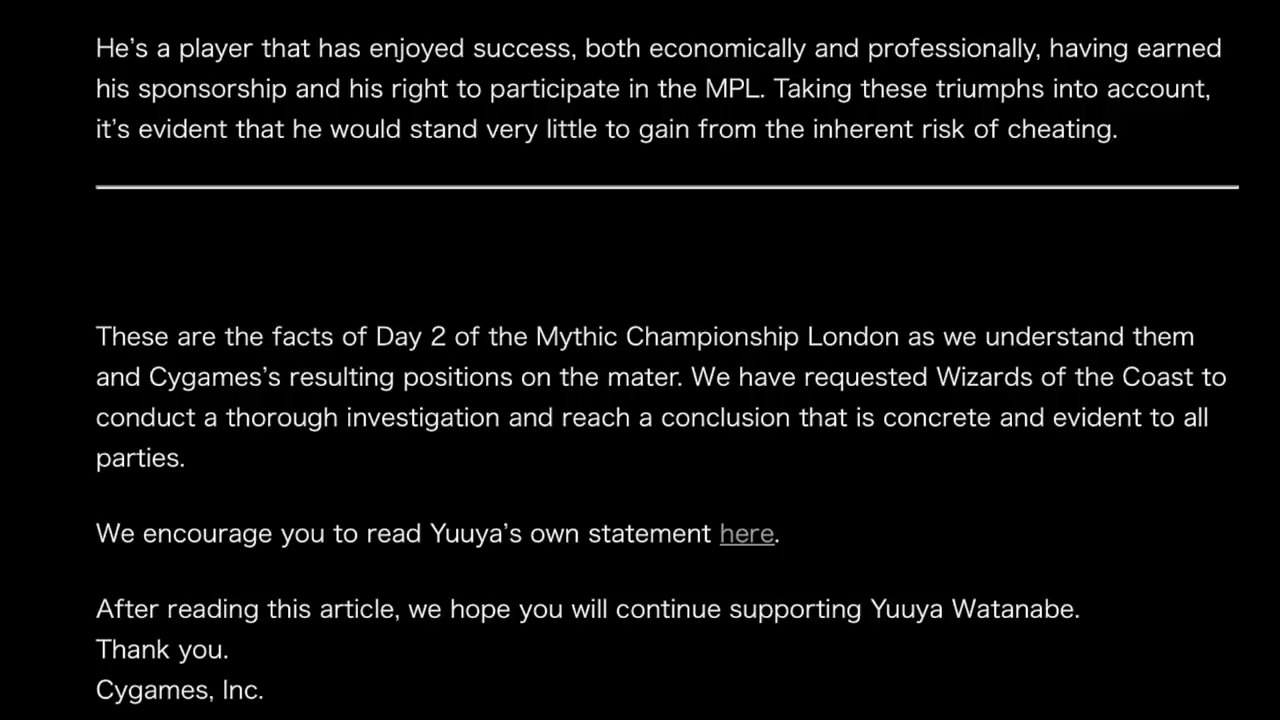 He’s a player that has enjoyed success, both economically and professionally, having earned
his sponsorship and his right to participate in the MPL. Taking these triumphs into account,
it’s evident that he would stand very little to gain from the inherent risk of cheating.
These are the facts of Day 2 of the Mythic Championship London as we understand them
and Cygames’s resulting positions on the mater. We have requested Wizards of the Coast to
conduct a thorough investigation and reach a conclusion that is concrete and evident to all
parties.
We encourage you to read Yuuya’s own statement here.
After reading this article, we hope you will continue supporting Yuuya Watanabe.
Thank you.
Cygames, Inc.